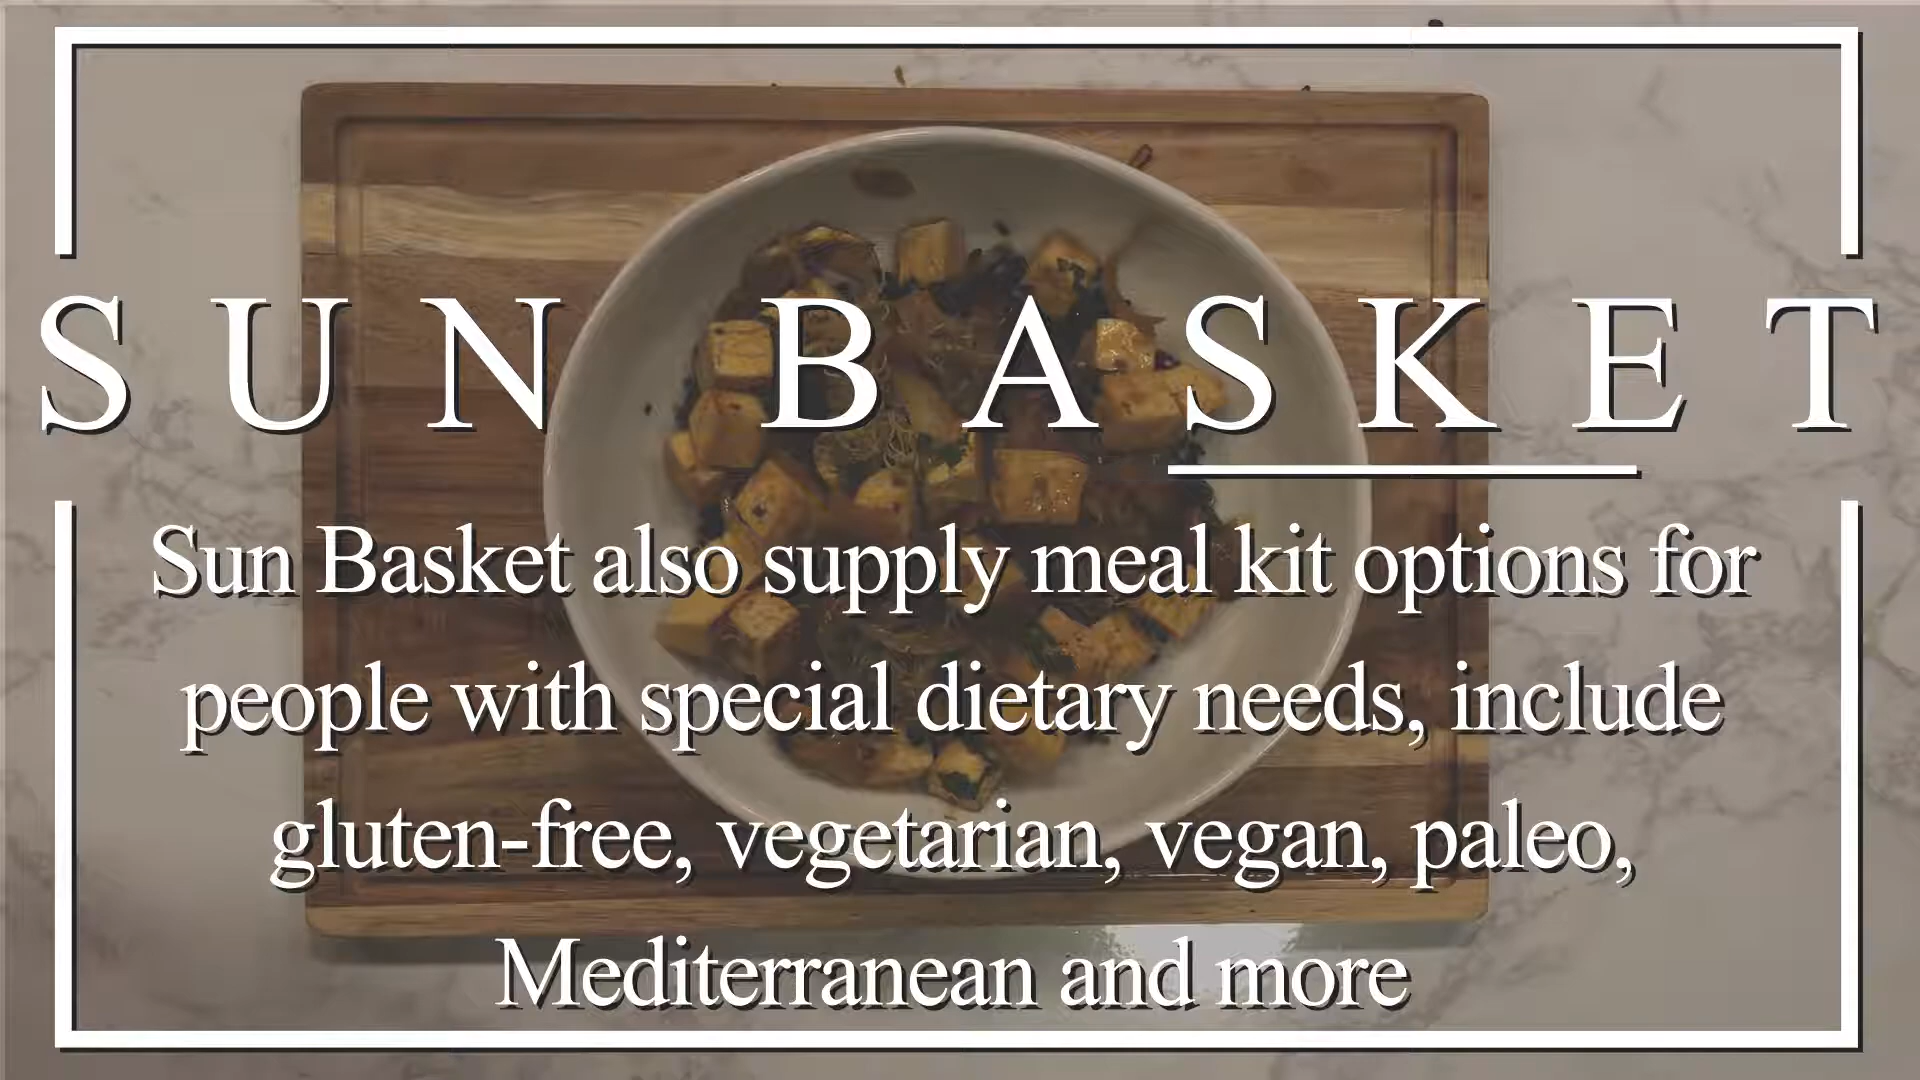 SUN BASKET
Sun Basket also supply meal kit options for
people with special dietary needs, include
gluten-free, vegetarian, vegan, paleo,
Mediterranean and more